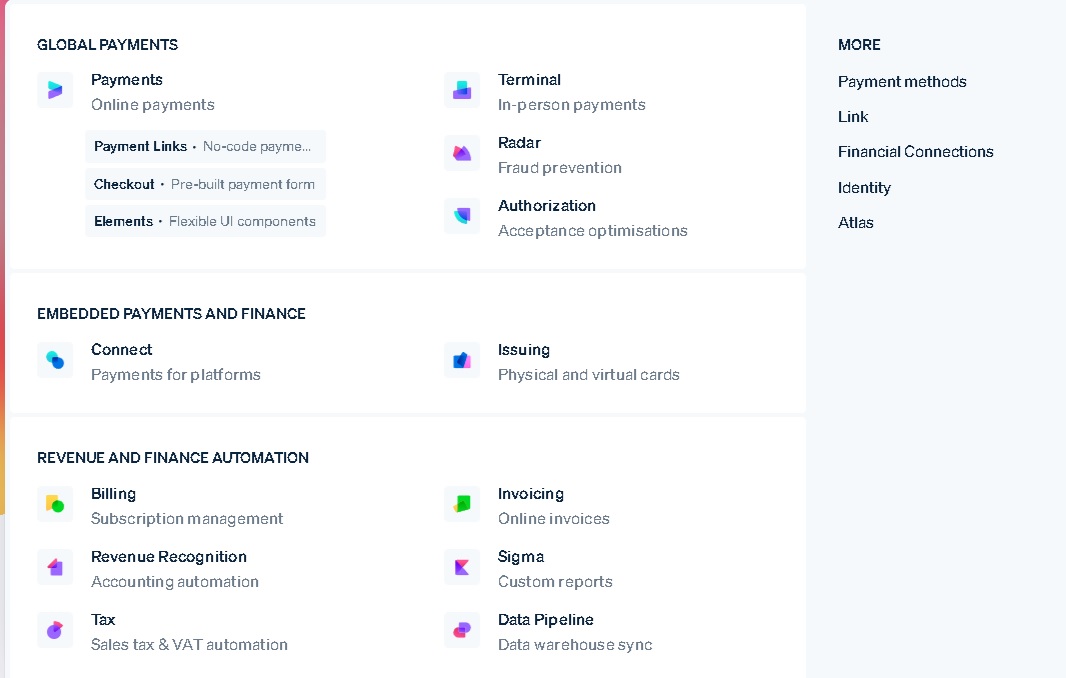 GLOBAL PAYMENTS
Payments
Online payments
Payment Links • No-code payme...
Checkout • Pre-built payment form
Elements • Flexible UI components
Terminal
In-person payments
Radar
Fraud prevention
Authorization
Acceptance optimisations
EMBEDDED PAYMENTS AND FINANCE
Connect
Payments for platforms
Issuing
Physical and virtual cards
REVENUE AND FINANCE AUTOMATION
Billing
Subscription management
Revenue Recognition
Accounting automation
Tax
Sales tax & VAT automation
Invoicing
Online invoices
Sigma
Custom reports
Data Pipeline
Data warehouse sync
MORE
Payment methods
Link
Financial Connections
Identity
Atlas